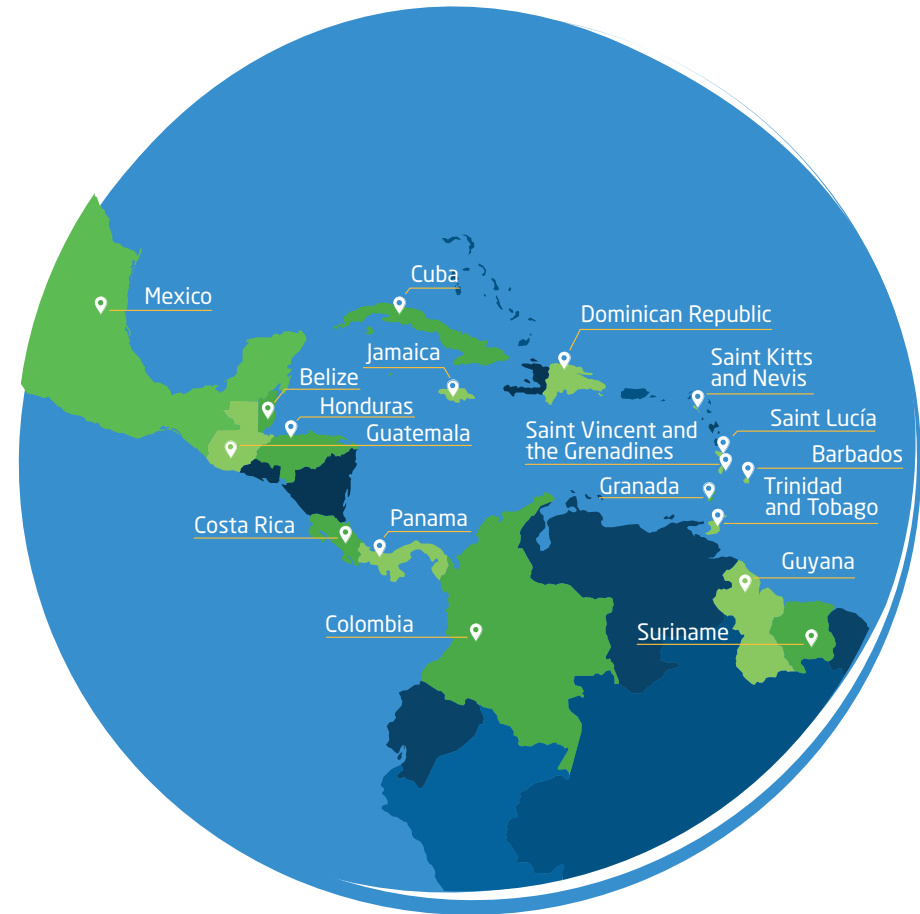 Cuba
Mexico
Dominican Republic
Jamaica
Saint Kitts
and Nevis
Belize
Honduras
Guatemala
Saint Lucía
Saint Vincent and
the Grenadines
Barbados
Granada
Trinidad
and Tobago
Costa Rica
Panama
Guyana
Colombia
Suriname